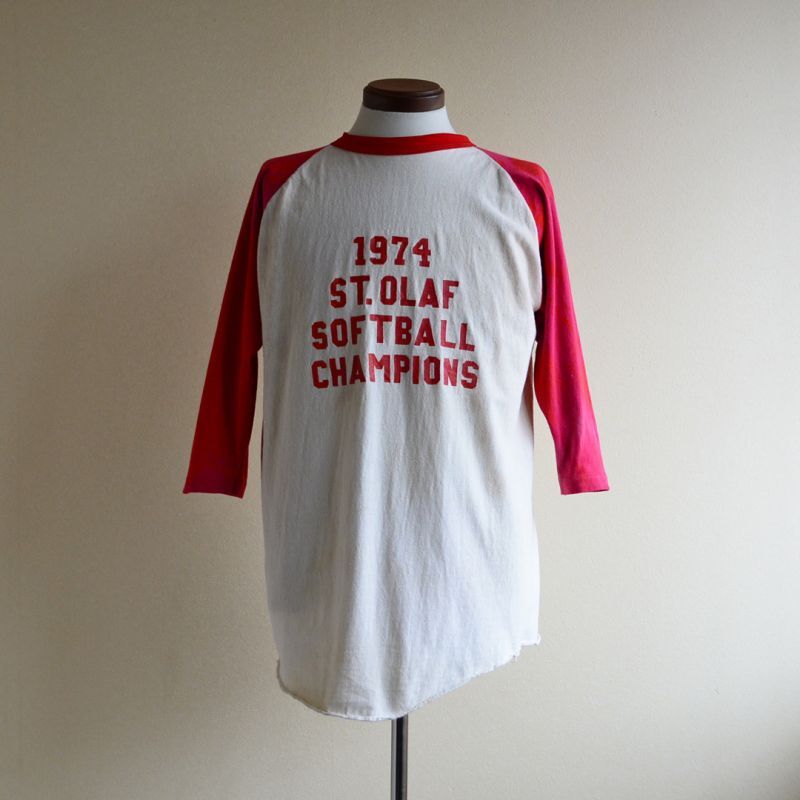 1974
ST. OLAF
SOFTBALL
CHAMPIONS